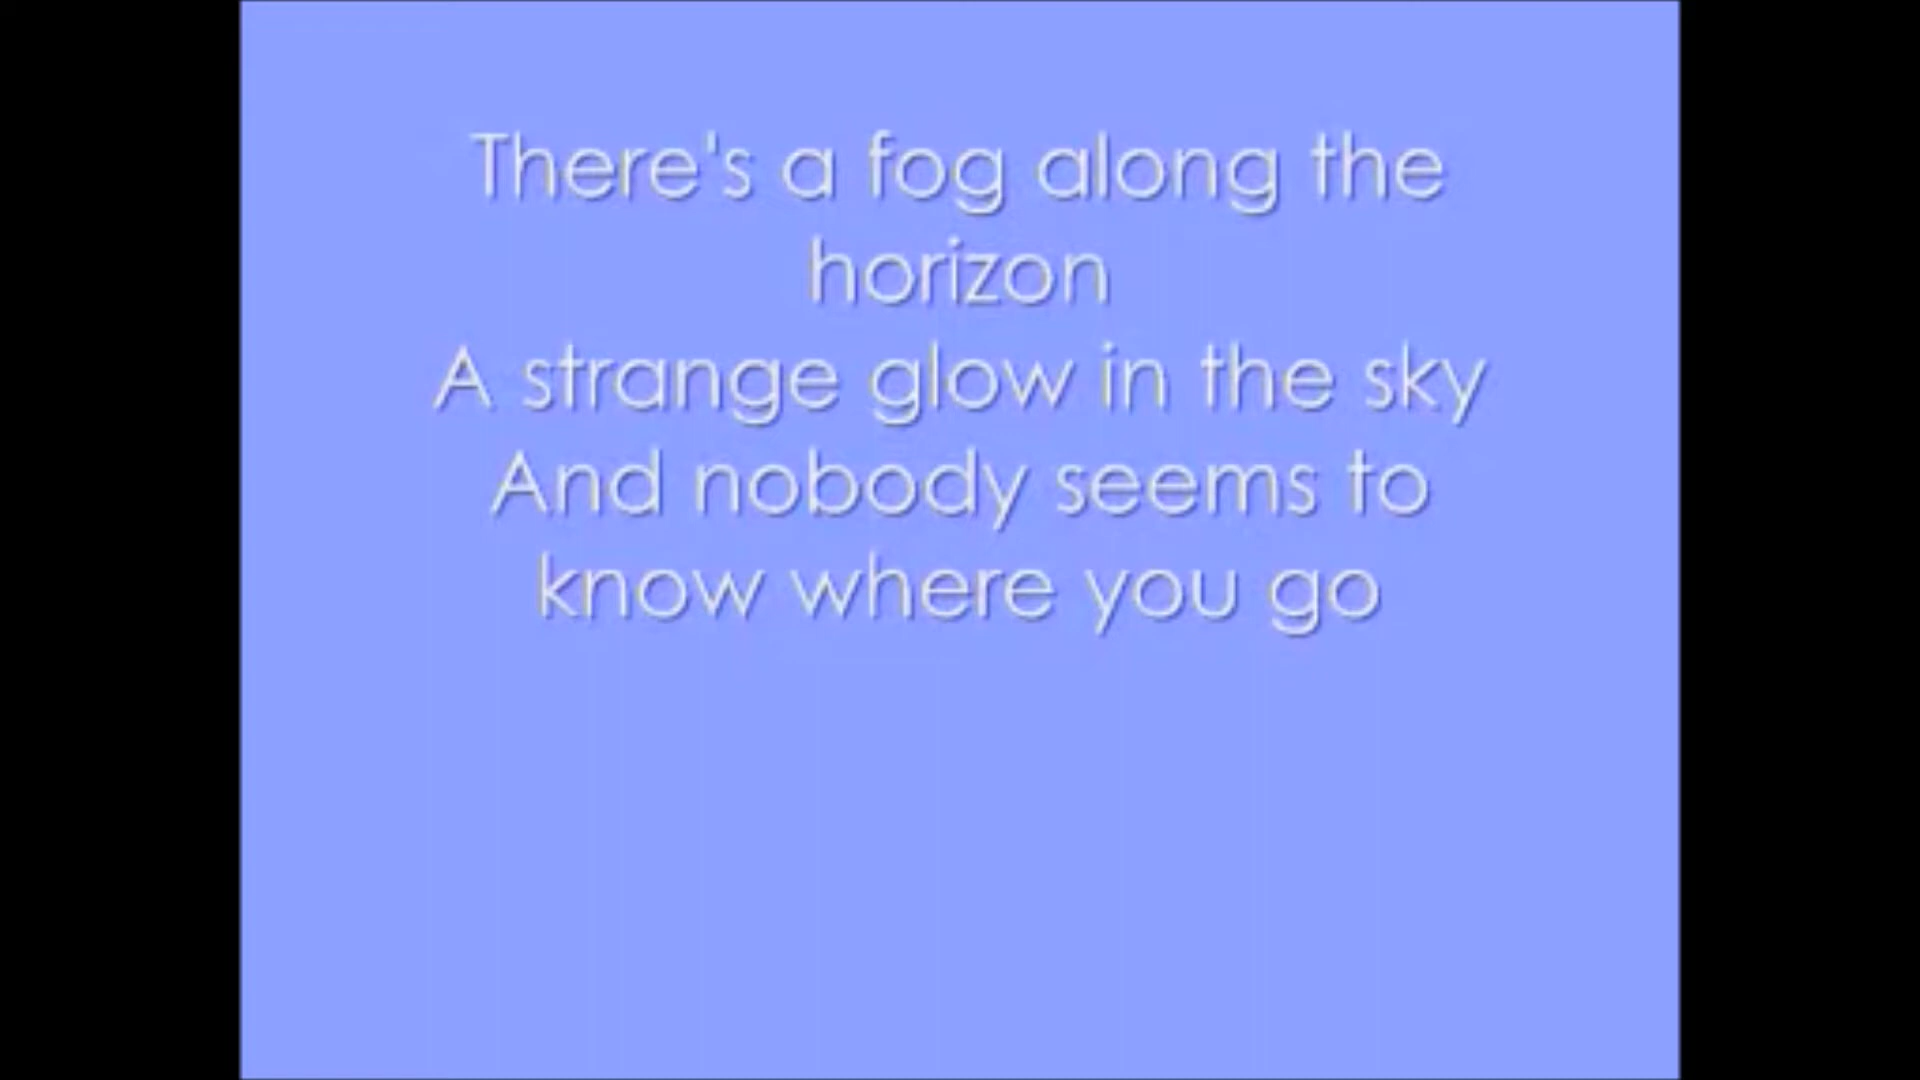 There's a fog along the
horizon
A strange glow in the sky
And nobody seems to
know where you go